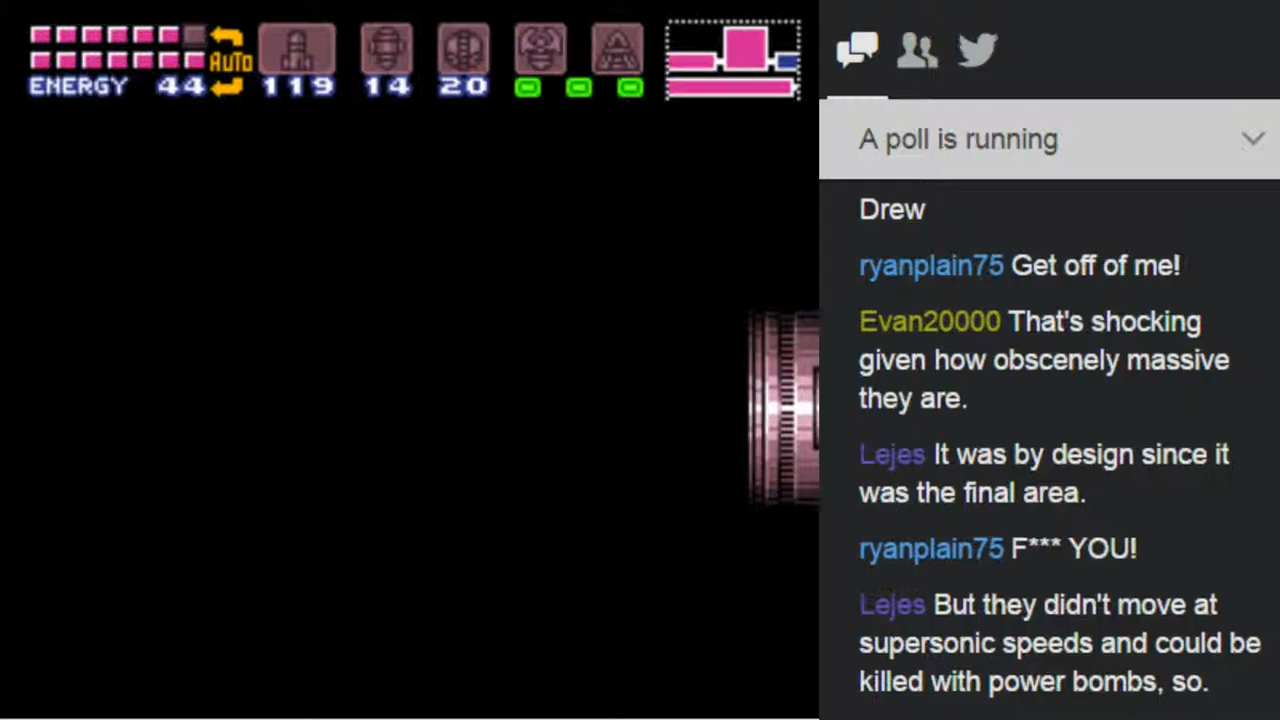 AUTO
ENERGY 44 119 14 20
A poll is running
Drew
ryanplain75 Get off of me!
Evan20000 That's shocking
given how obscenely massive
they are.
Lejes It was by design since it
was the final area.
ryanplain75 F*** YOU!
Lejes But they didn't move at
supersonic speeds and could be
killed with power bombs, so.